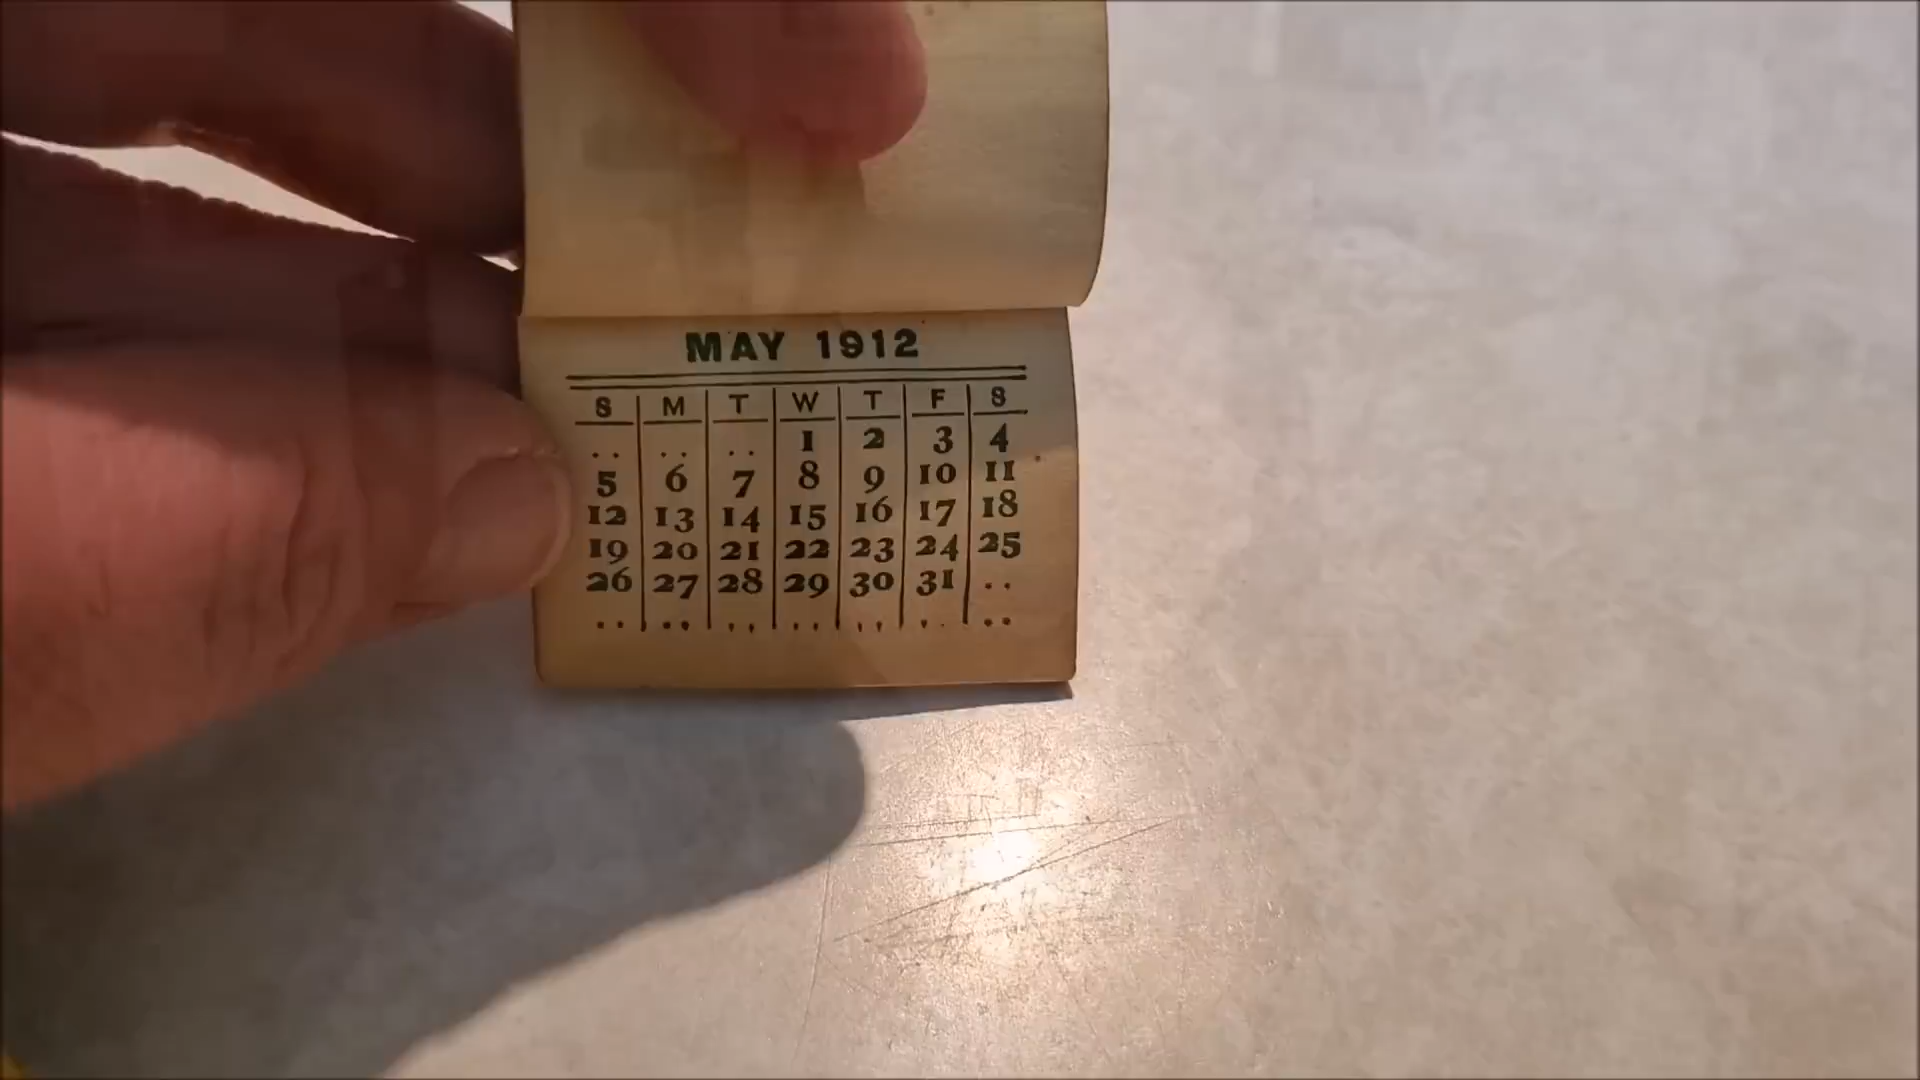 MAY 1912
S M T W T F S
.. .. .. 1 2 3 4
5 6 7 8 9 10 11
12 13 14 15 16 17 18
19 20 21 22 23 24 25
26 27 28 29 30 31 ..
.. .. .. .. .. .. ..